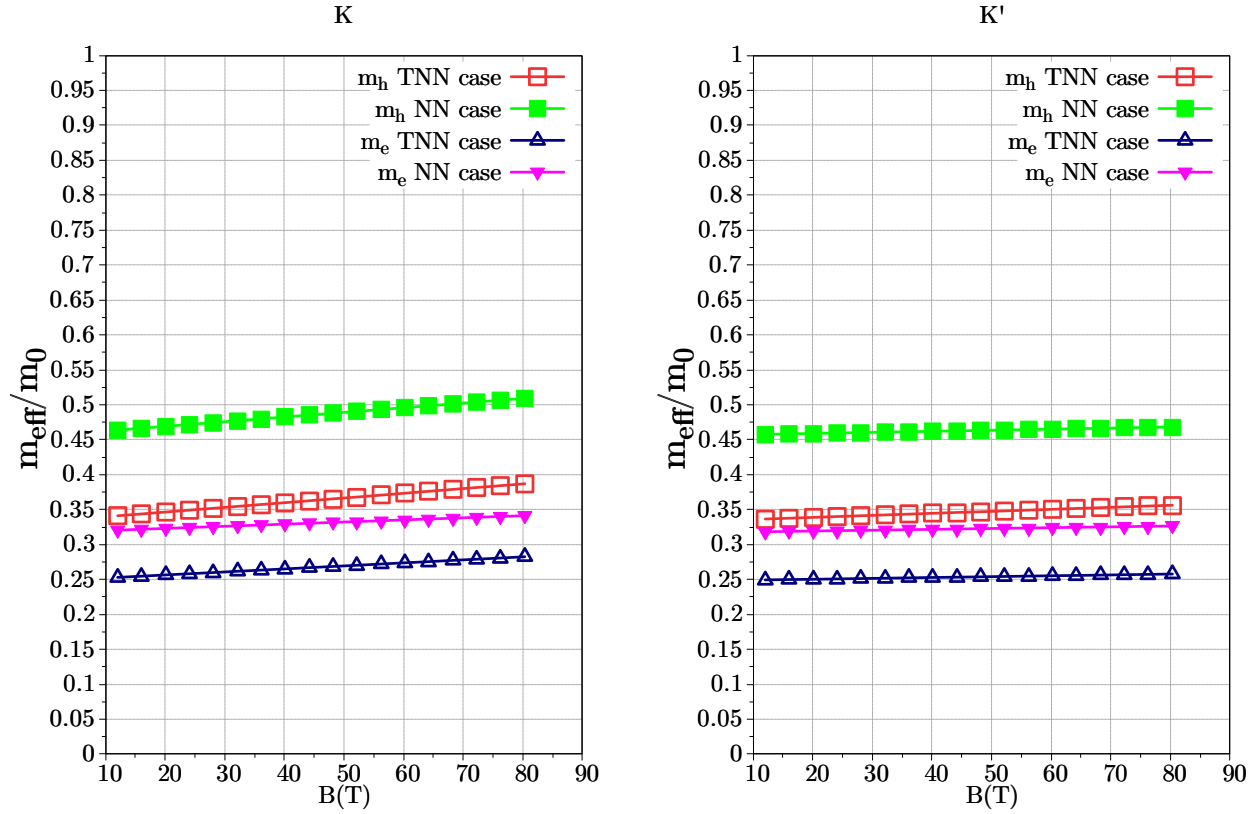 K
m_h TNN case
m_h NN case
m_e TNN case
m_e NN case
1
0.95
0.9
0.85
0.8
0.75
0.7
0.65
0.6
0.55
0.5
0.45
0.4
0.35
0.3
0.25
0.2
0.15
0.1
0.05
0
m_eff/m_0
10 20 30 40 50 60 70 80 90
B(T)
K'
m_h TNN case
m_h NN case
m_e TNN case
m_e NN case
1
0.95
0.9
0.85
0.8
0.75
0.7
0.65
0.6
0.55
0.5
0.45
0.4
0.35
0.3
0.25
0.2
0.15
0.1
0.05
0
m_eff/m_0
10 20 30 40 50 60 70 80 90
B(T)